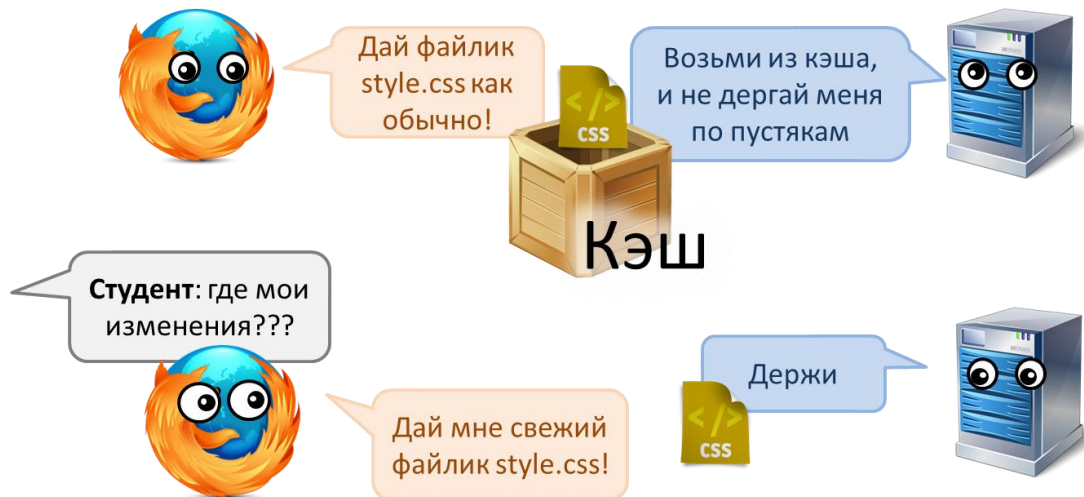 Дай файлик
style.css как
обычно!
Возьми из кэша,
и не дергай меня
по пустякам
</>
CSS
Кэш
Студент: где мои
изменения???
Держи
</>
CSS
Дай мне свежий
файлик style.css!